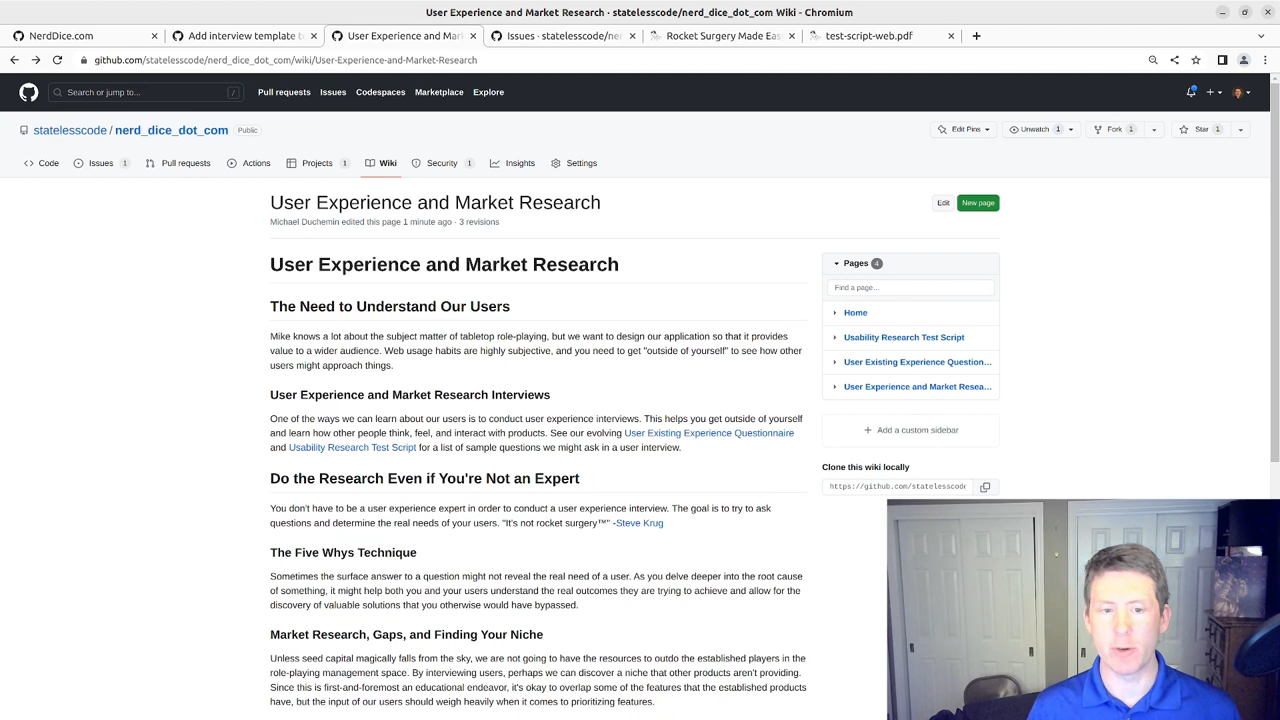 User Experience and Market Research · statelesscode/nerd_dice_dot_com Wiki - Chromium
NerdDice.com
Add interview template t
User Experience and Mark
Issues · statelesscode/ner
Rocket Surgery Made Eas
test-script-web.pdf
github.com/statelesscode/nerd_dice_dot_com/wiki/User-Experience-and-Market-Research
Search or jump to...
/
Pull requests
Issues
Codespaces
Marketplace
Explore
statelesscode / nerd_dice_dot_com
Public
Edit Pins
Unwatch 1
Fork 1
Star 1
Code
Issues 1
Pull requests
Actions
Projects 1
Wiki
Security 1
Insights
Settings
User Experience and Market Research
Michael Duchemin edited this page 1 minute ago · 3 revisions
Edit
New page
User Experience and Market Research
The Need to Understand Our Users
Mike knows a lot about the subject matter of tabletop role-playing, but we want to design our application so that it provides
value to a wider audience. Web usage habits are highly subjective, and you need to get "outside of yourself" to see how other
users might approach things.
User Experience and Market Research Interviews
One of the ways we can learn about our users is to conduct user experience interviews. This helps you get outside of yourself
and learn how other people think, feel, and interact with products. See our evolving User Existing Experience Questionnaire
and Usability Research Test Script for a list of sample questions we might ask in a user interview.
Do the Research Even if You're Not an Expert
You don't have to be a user experience expert in order to conduct a user experience interview. The goal is to try to ask
questions and determine the real needs of your users. "It's not rocket surgery™" -Steve Krug
The Five Whys Technique
Sometimes the surface answer to a question might not reveal the real need of a user. As you delve deeper into the root cause
of something, it might help both you and your users understand the real outcomes they are trying to achieve and allow for the
discovery of valuable solutions that you otherwise would have bypassed.
Market Research, Gaps, and Finding Your Niche
Unless seed capital magically falls from the sky, we are not going to have the resources to outdo the established players in the
role-playing management space. By interviewing users, perhaps we can discover a niche that other products aren't providing.
Since this is first-and-foremost an educational endeavor, it's okay to overlap some of the features that the established products
have, but the input of our users should weigh heavily when it comes to prioritizing features.
Pages 4
Find a page...
Home
Usability Research Test Script
User Existing Experience Question...
User Experience and Market Resea...
Add a custom sidebar
Clone this wiki locally
https://github.com/statelesscode